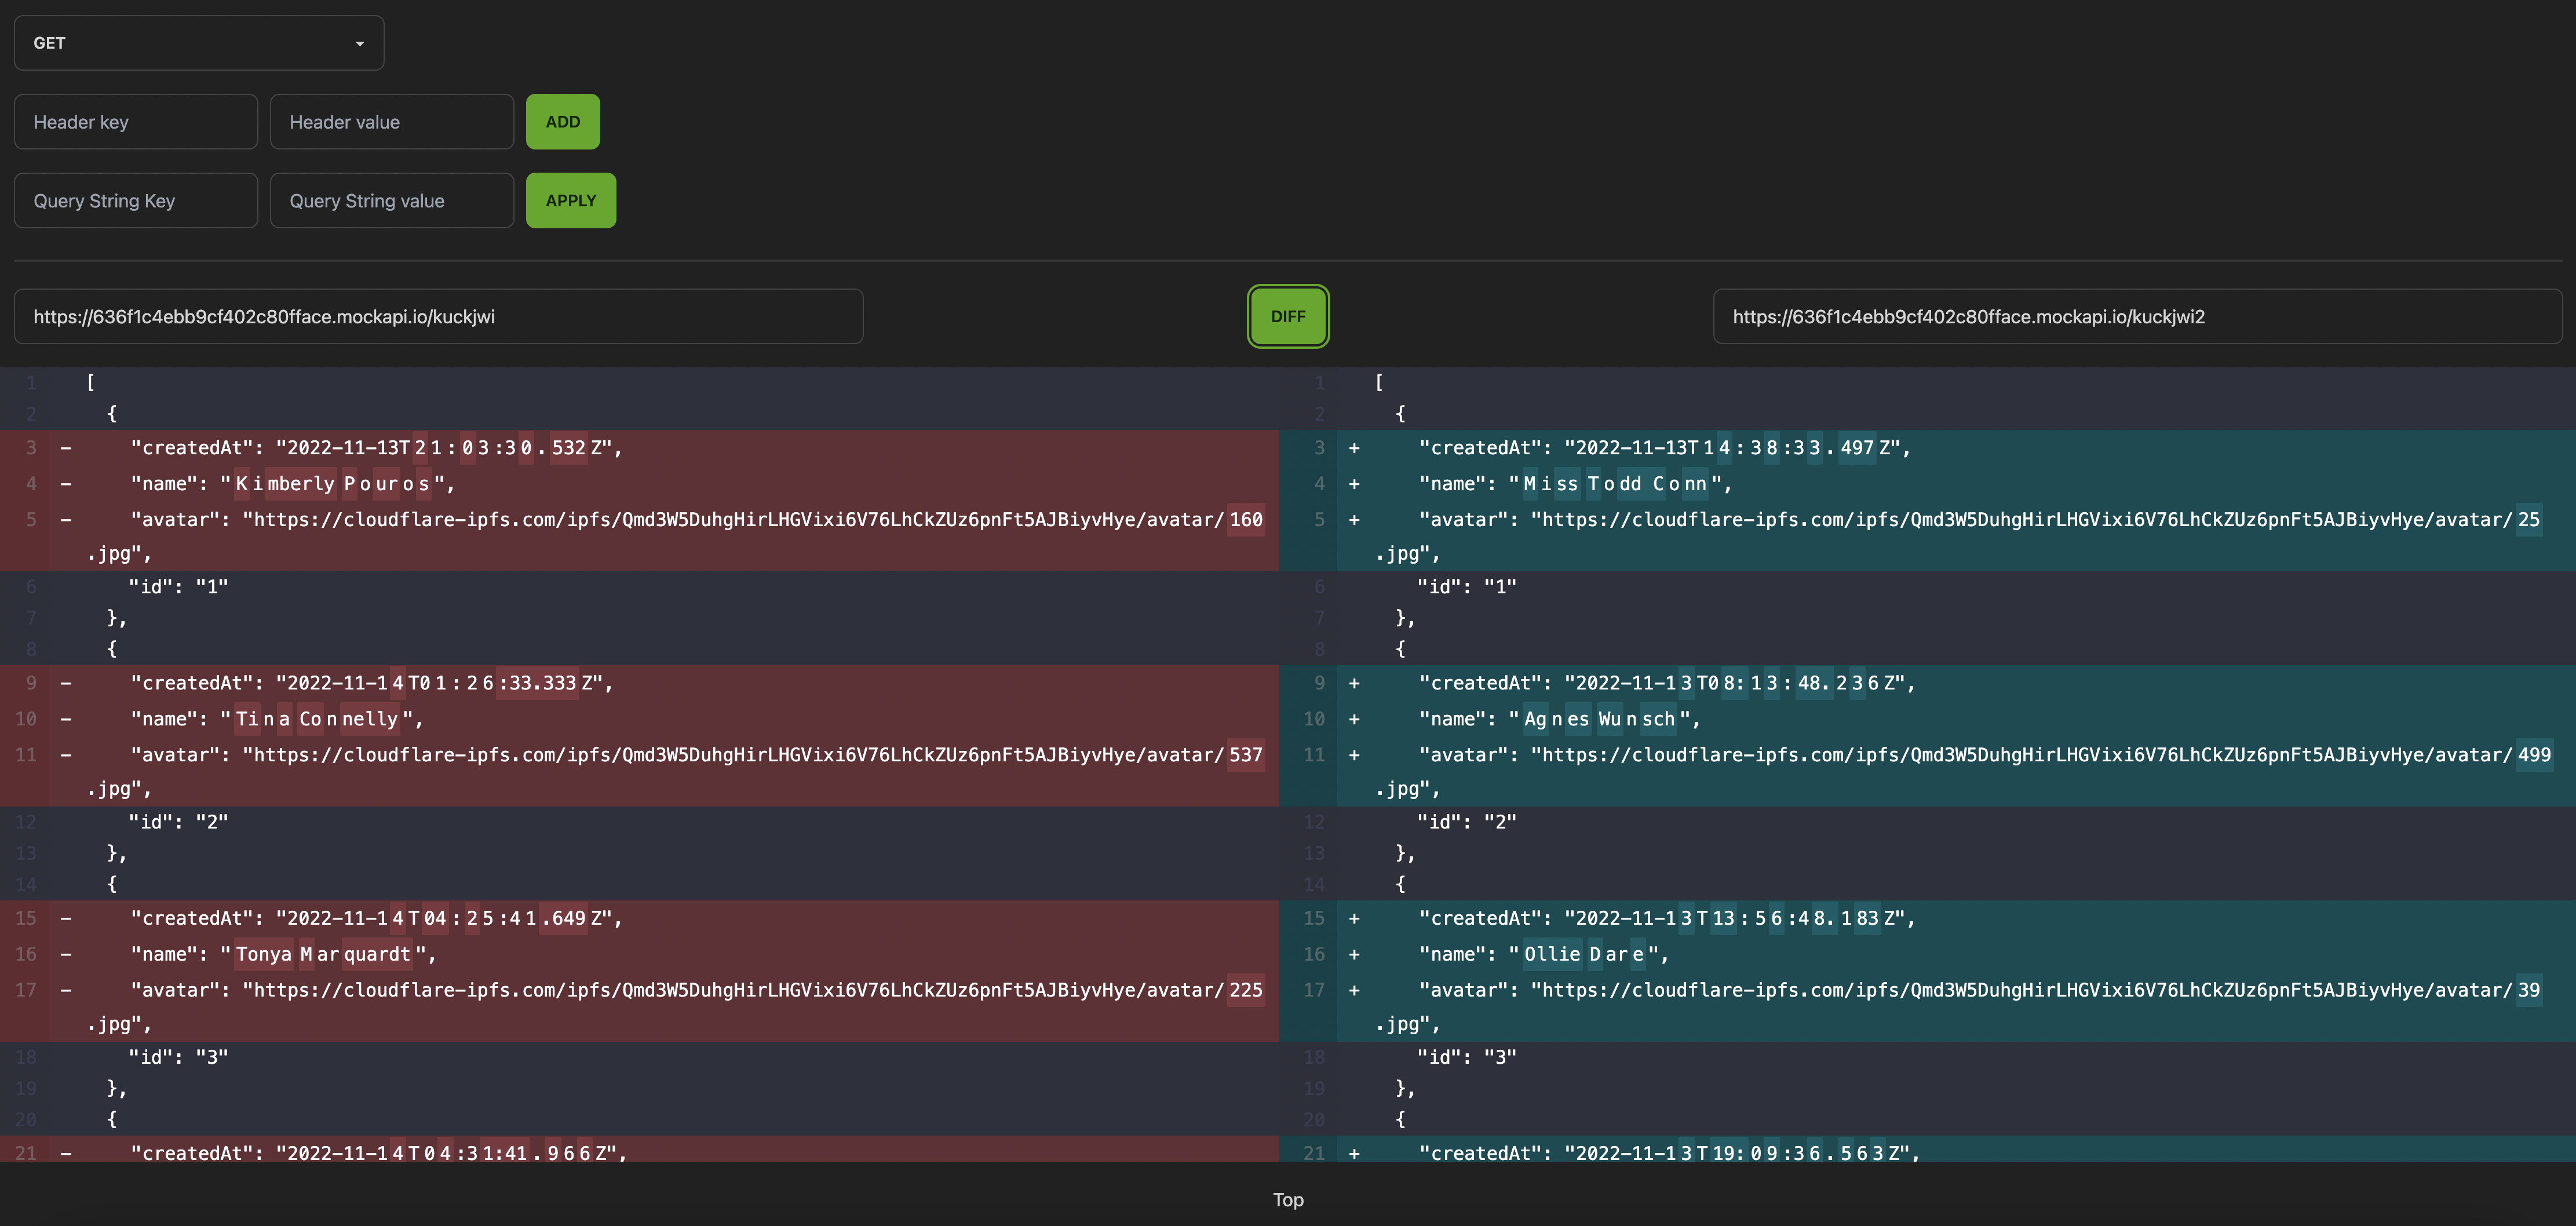 GET
Header key Header value ADD
Query String Key Query String value APPLY
https://636f1c4ebb9cf402c80fface.mockapi.io/kuckjwi DIFF https://636f1c4ebb9cf402c80fface.mockapi.io/kuckjwi2
1 [
2 {
3 - "createdAt": "2022-11-13T21:03:30.532Z",
4 - "name": "Kimberly Pouros",
5 - "avatar": "https://cloudflare-ipfs.com/ipfs/Qmd3W5DuhgHirLHGVixi6V76LhCkZUz6pnFt5AJBiyvHye/avatar/160
.jpg",
6 "id": "1"
7 },
8 {
9 - "createdAt": "2022-11-14T01:26:33.333Z",
10 - "name": "Tina Connelly",
11 - "avatar": "https://cloudflare-ipfs.com/ipfs/Qmd3W5DuhgHirLHGVixi6V76LhCkZUz6pnFt5AJBiyvHye/avatar/537
.jpg",
12 "id": "2"
13 },
14 {
15 - "createdAt": "2022-11-14T04:25:41.649Z",
16 - "name": "Tonya Marquardt",
17 - "avatar": "https://cloudflare-ipfs.com/ipfs/Qmd3W5DuhgHirLHGVixi6V76LhCkZUz6pnFt5AJBiyvHye/avatar/225
.jpg",
18 "id": "3"
19 },
20 {
21 - "createdAt": "2022-11-14T04:31:41.966Z",
1 [
2 {
3 + "createdAt": "2022-11-13T14:38:33.497Z",
4 + "name": "Miss Todd Conn",
5 + "avatar": "https://cloudflare-ipfs.com/ipfs/Qmd3W5DuhgHirLHGVixi6V76LhCkZUz6pnFt5AJBiyvHye/avatar/25
.jpg",
6 "id": "1"
7 },
8 {
9 + "createdAt": "2022-11-13T08:13:48.236Z",
10 + "name": "Agnes Wunsch",
11 + "avatar": "https://cloudflare-ipfs.com/ipfs/Qmd3W5DuhgHirLHGVixi6V76LhCkZUz6pnFt5AJBiyvHye/avatar/499
.jpg",
12 "id": "2"
13 },
14 {
15 + "createdAt": "2022-11-13T13:56:48.183Z",
16 + "name": "Ollie Dare",
17 + "avatar": "https://cloudflare-ipfs.com/ipfs/Qmd3W5DuhgHirLHGVixi6V76LhCkZUz6pnFt5AJBiyvHye/avatar/39
.jpg",
18 "id": "3"
19 },
20 {
21 + "createdAt": "2022-11-13T19:09:36.563Z",
Top